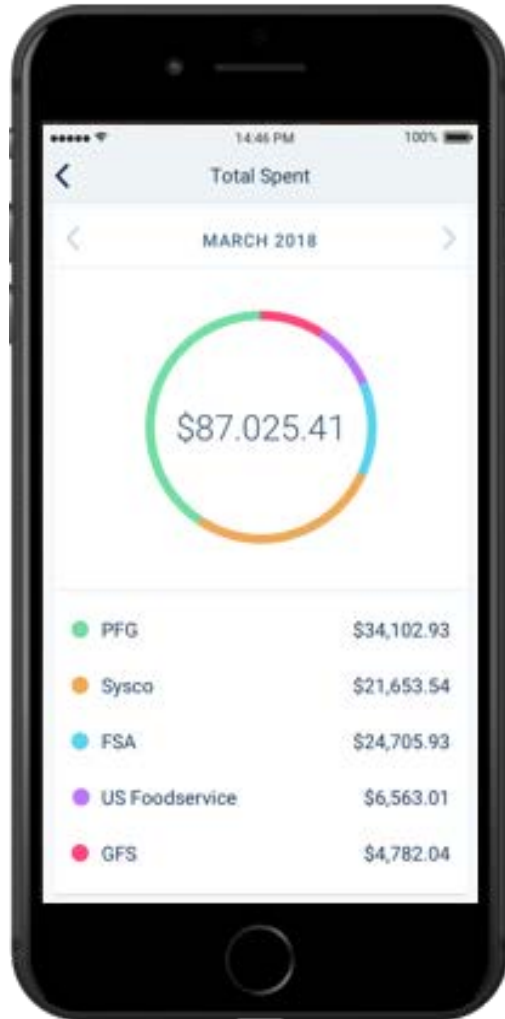 14:46 PM 100%
Total Spent
MARCH 2018
$87.025.41
PFG $34,102.93
Sysco $21,653.54
FSA $24,705.93
US Foodservice $6,563.01
GFS $4,782.04